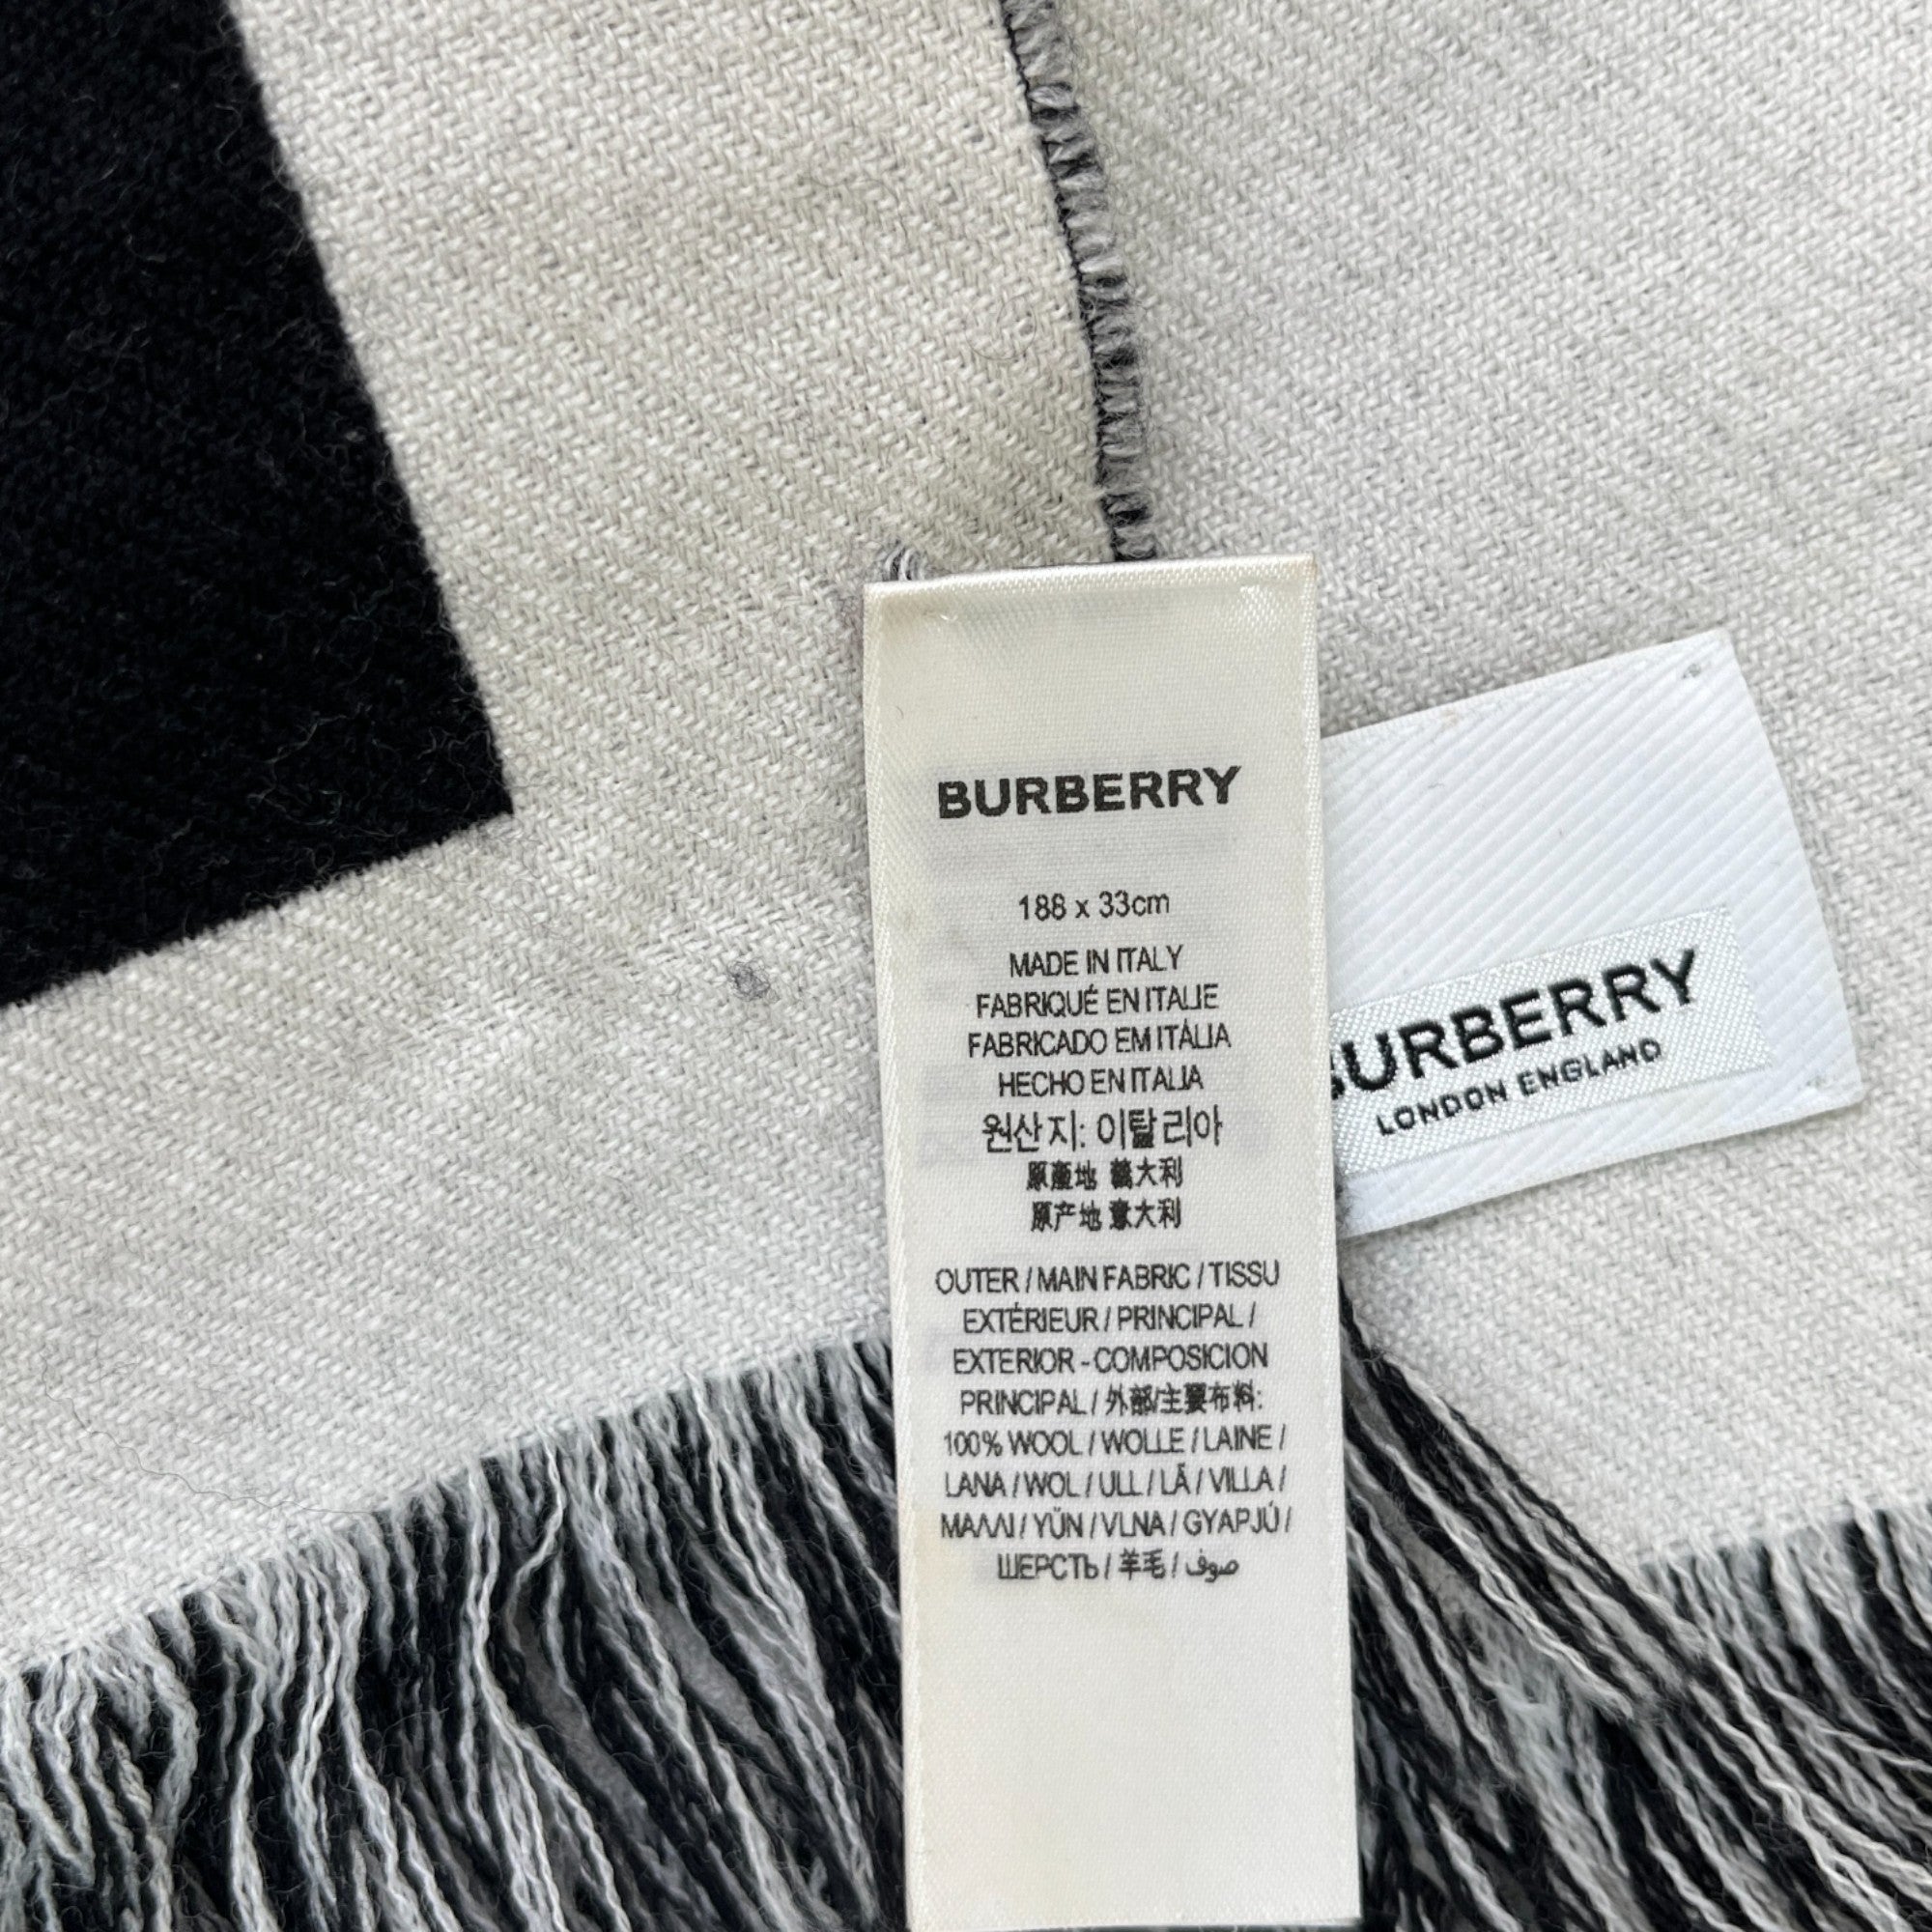 BURBERRY
188 x 33cm
MADE IN ITALY
FABRIQUÉ EN ITALIE
FABRICADO EM ITÁLIA
HECHO EN ITALIA
원산지: 이탈리아
原產地 義大利
原产地 意大利
OUTER / MAIN FABRIC / TISSU
EXTÉRIEUR / PRINCIPAL /
EXTERIOR - COMPOSICION
PRINCIPAL / 外部/主要布料:
100% WOOL / WOLLE / LAINE /
LANA / WOL / ULL / LÃ / VILLA /
ΜΑΛΛΙ / YŬN / VLNA / GYAPJÚ /
ШЕРСТЬ / 羊毛 / صوف
BURBERRY
LONDON ENGLAND